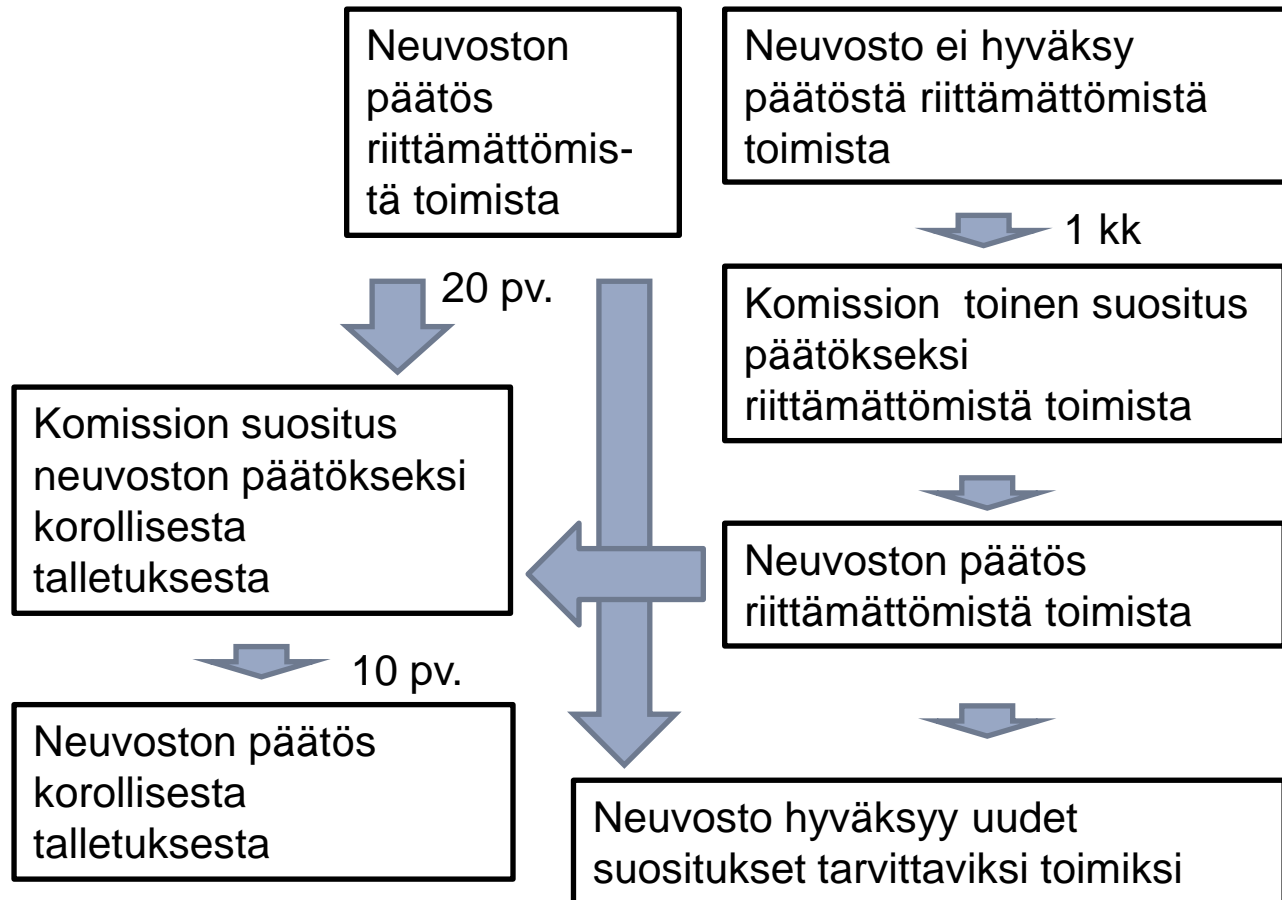 Neuvoston
päätös
riittämättömis-
tä toimista
Neuvosto ei hyväksy
päätöstä riittämättömistä
toimista
1 kk
20 pv.
Komission toinen suositus
päätökseksi
riittämättömistä toimista
Komission suositus
neuvoston päätökseksi
korollisesta
talletuksesta
Neuvoston päätös
riittämättömistä toimista
10 pv.
Neuvoston päätös
korollisesta
talletuksesta
Neuvosto hyväksyy uudet
suositukset tarvittaviksi toimiksi